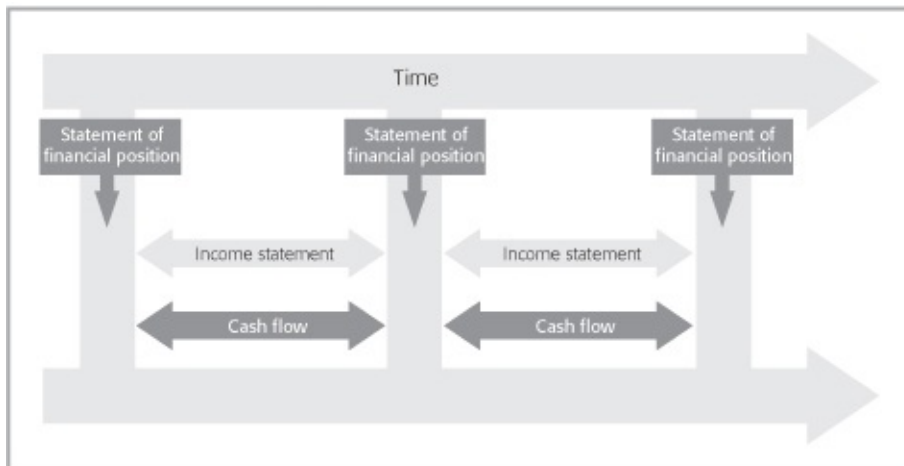 Time
Statement of
financial position
Statement of
financial position
Statement of
financial position
Income statement
Income statement
Cash flow
Cash flow